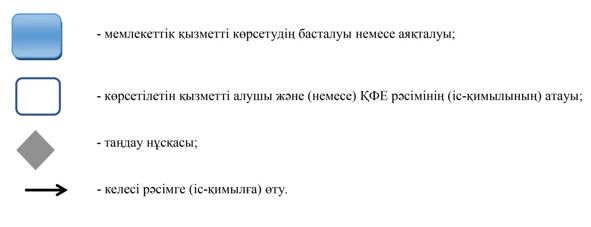 - мемлекеттік қызметті көрсетудің басталуы немесе аяқталуы;
- көрсетілетін қызметті алушы және (немесе) ҚФЕ рәсімінің (іс-қимылының) атауы;
- таңдау нұсқасы;
- келесі рәсімге (іс-қимылға) өту.